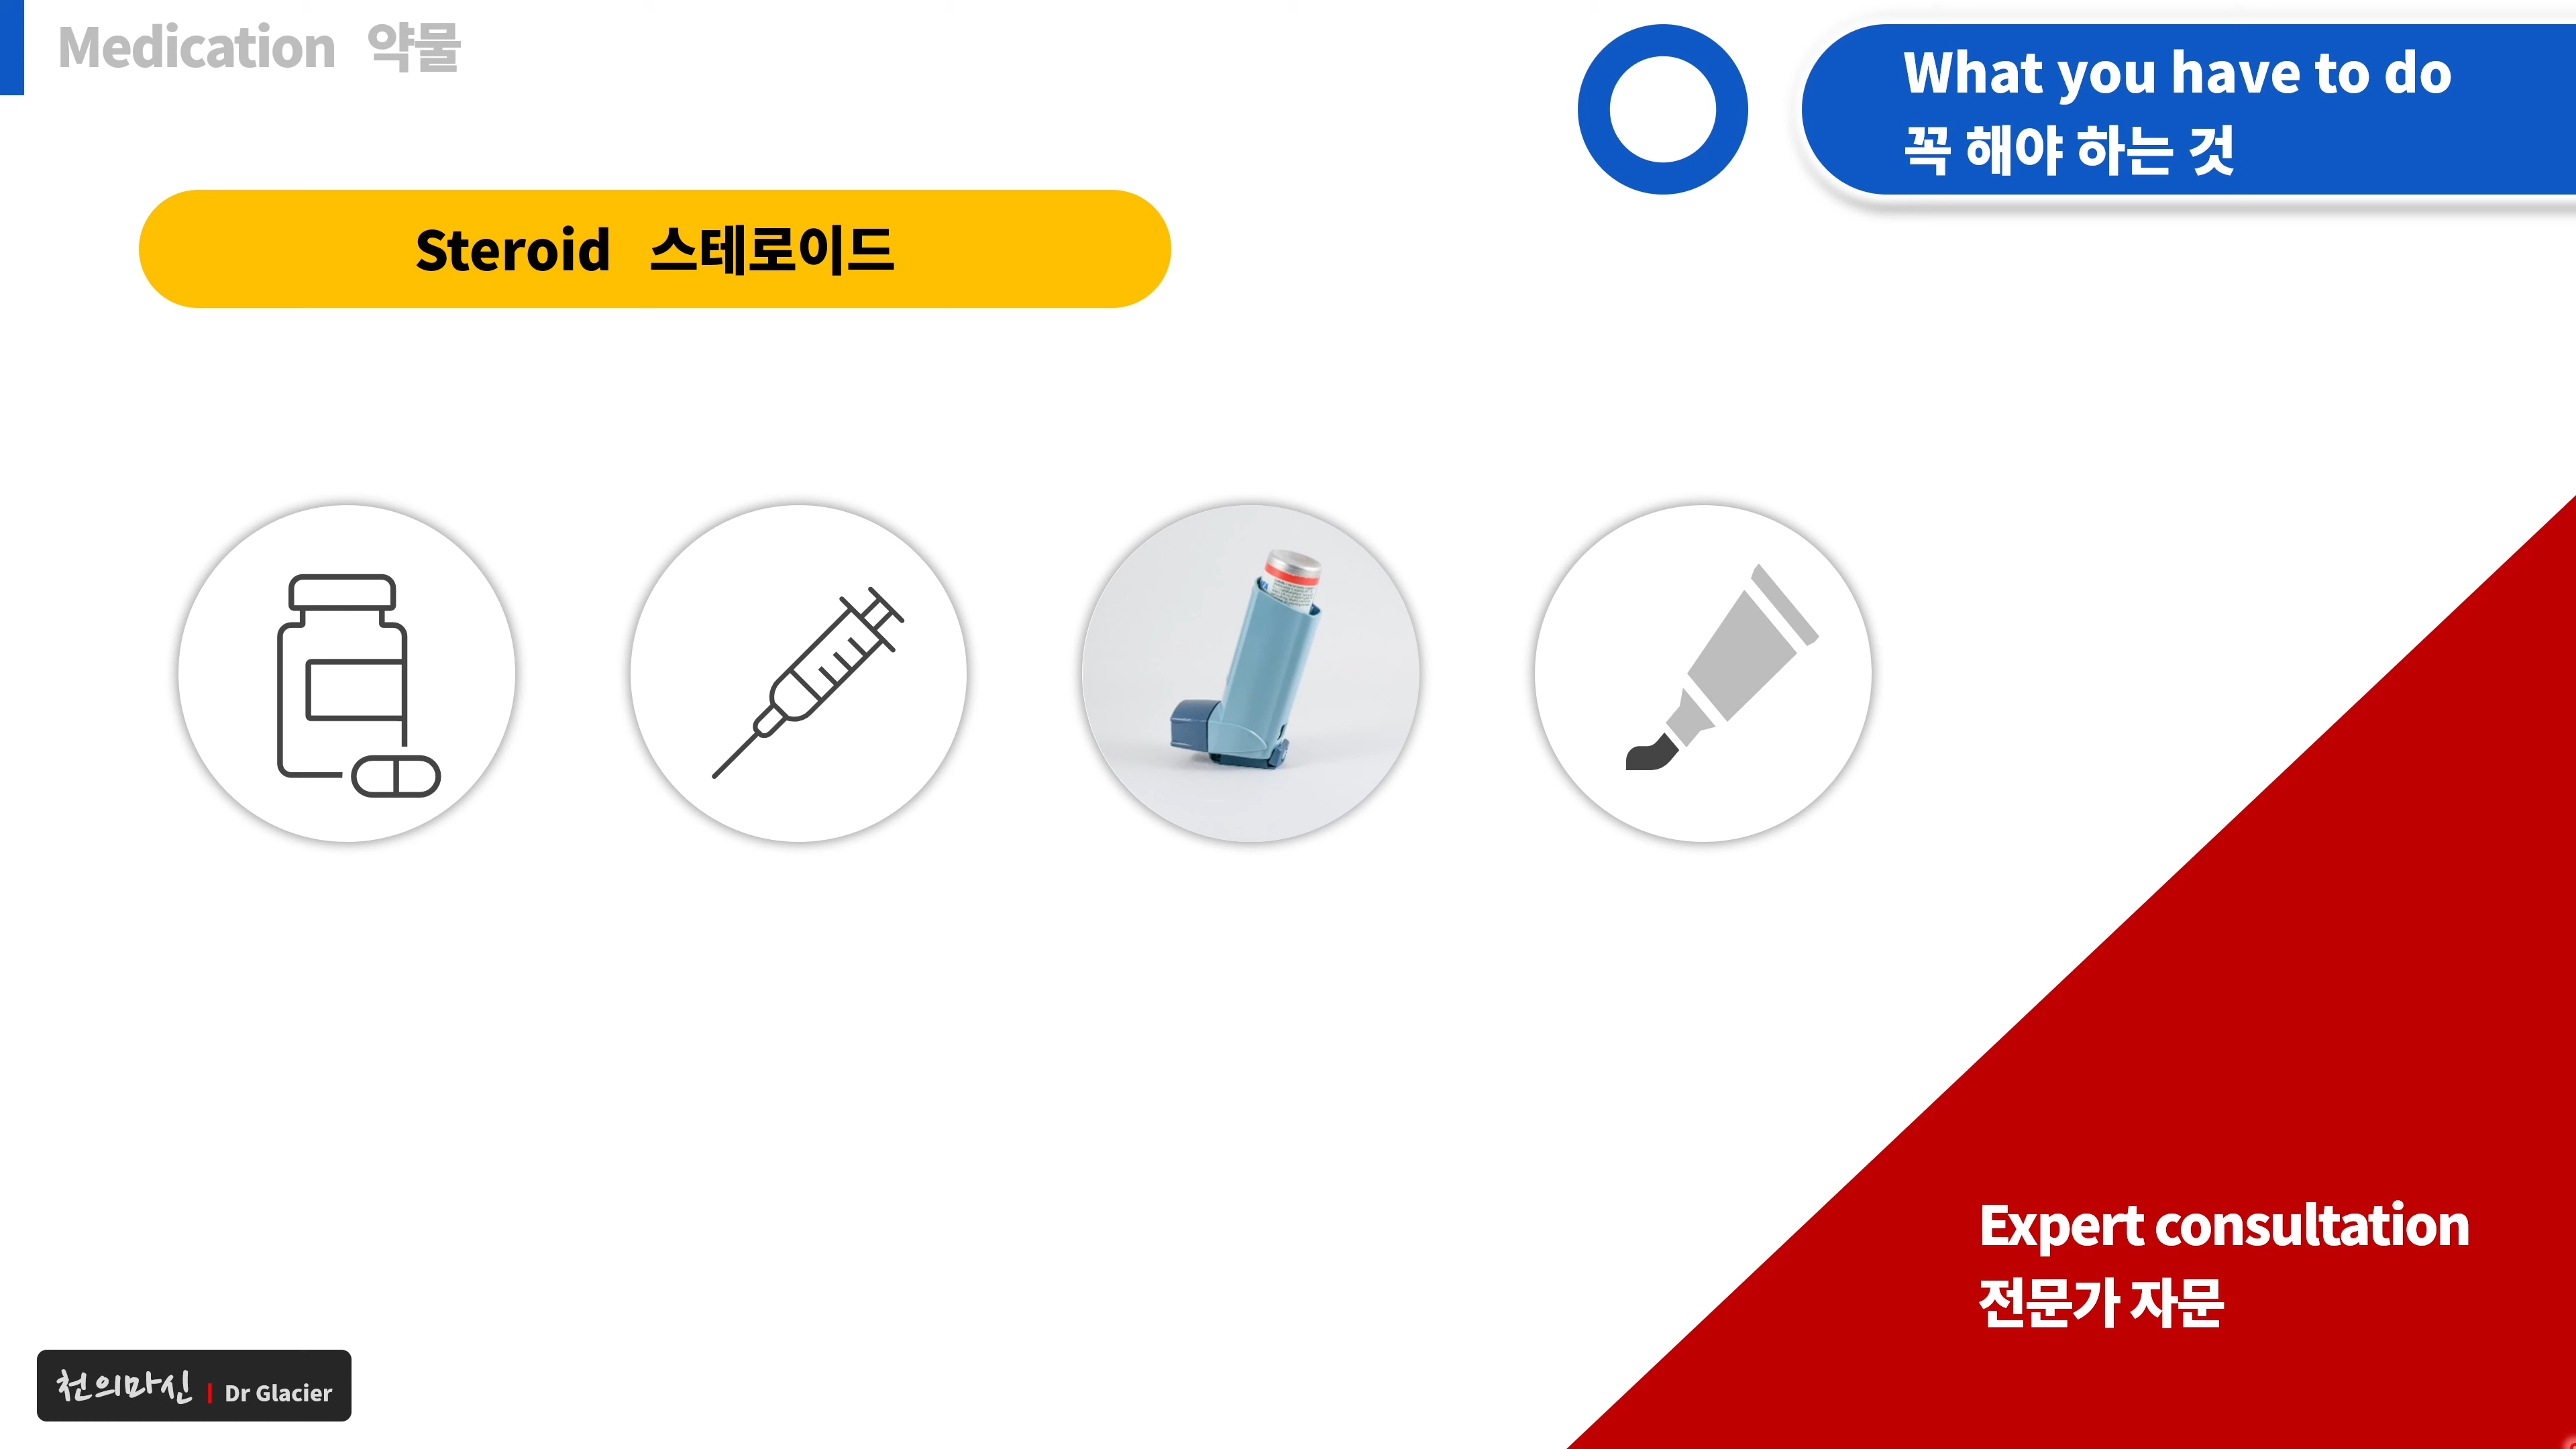 Medication 약물
What you have to do
꼭 해야 하는 것
Steroid 스테로이드
Expert consultation
전문가 자문
천의마신 | Dr Glacier